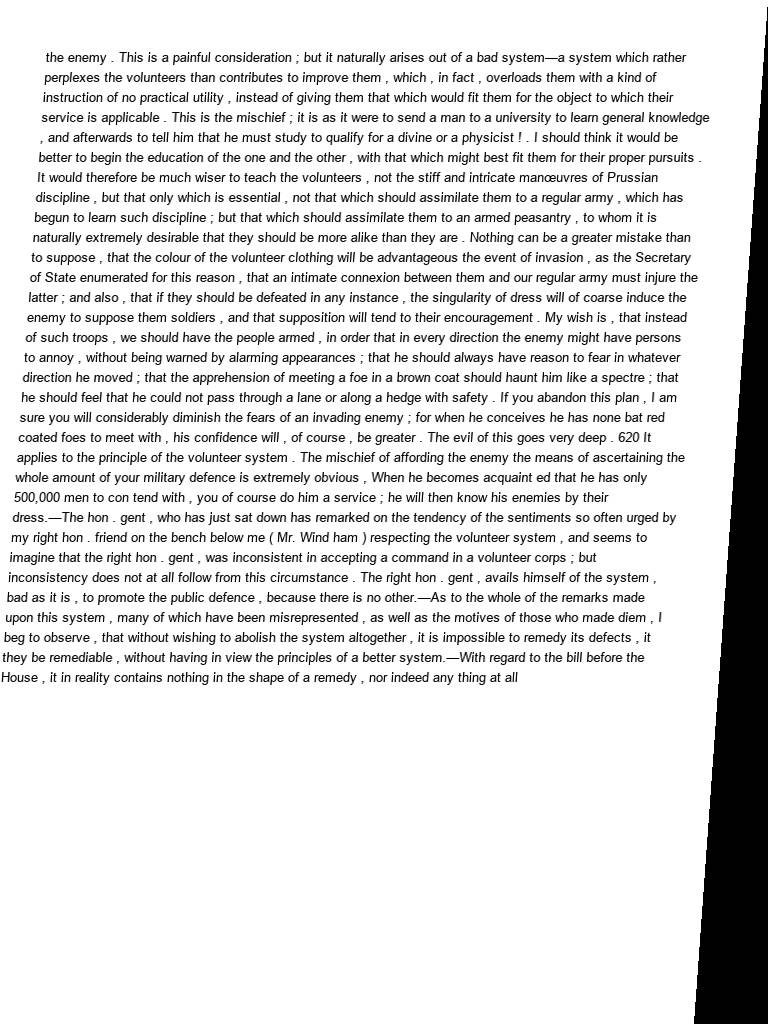 the enemy . This is a painful consideration ; but it naturally arises out of a bad system—a system which rather
perplexes the volunteers than contributes to improve them , which , in fact , overloads them with a kind of
instruction of no practical utility , instead of giving them that which would fit them for the object to which their
service is applicable . This is the mischief ; it is as it were to send a man to a university to learn general knowledge
, and afterwards to tell him that he must study to qualify for a divine or a physicist ! . I should think it would be
better to begin the education of the one and the other , with that which might best fit them for their proper pursuits .
It would therefore be much wiser to teach the volunteers , not the stiff and intricate manœuvres of Prussian
discipline , but that only which is essential , not that which should assimilate them to a regular army , which has
begun to learn such discipline ; but that which should assimilate them to an armed peasantry , to whom it is
naturally extremely desirable that they should be more alike than they are . Nothing can be a greater mistake than
to suppose , that the colour of the volunteer clothing will be advantageous the event of invasion , as the Secretary
of State enumerated for this reason , that an intimate connexion between them and our regular army must injure the
latter ; and also , that if they should be defeated in any instance , the singularity of dress will of coarse induce the
enemy to suppose them soldiers , and that supposition will tend to their encouragement . My wish is , that instead
of such troops , we should have the people armed , in order that in every direction the enemy might have persons
to annoy , without being warned by alarming appearances ; that he should always have reason to fear in whatever
direction he moved ; that the apprehension of meeting a foe in a brown coat should haunt him like a spectre ; that
he should feel that he could not pass through a lane or along a hedge with safety . If you abandon this plan , I am
sure you will considerably diminish the fears of an invading enemy ; for when he conceives he has none bat red
coated foes to meet with , his confidence will , of course , be greater . The evil of this goes very deep . 620 It
applies to the principle of the volunteer system . The mischief of affording the enemy the means of ascertaining the
whole amount of your military defence is extremely obvious , When he becomes acquaint ed that he has only
500,000 men to con tend with , you of course do him a service ; he will then know his enemies by their
dress.—The hon . gent , who has just sat down has remarked on the tendency of the sentiments so often urged by
my right hon . friend on the bench below me ( Mr. Wind ham ) respecting the volunteer system , and seems to
imagine that the right hon . gent , was inconsistent in accepting a command in a volunteer corps ; but
inconsistency does not at all follow from this circumstance . The right hon . gent , avails himself of the system ,
bad as it is , to promote the public defence , because there is no other.—As to the whole of the remarks made
upon this system , many of which have been misrepresented , as well as the motives of those who made diem , I
beg to observe , that without wishing to abolish the system altogether , it is impossible to remedy its defects , it
they be remediable , without having in view the principles of a better system.—With regard to the bill before the
House , it in reality contains nothing in the shape of a remedy , nor indeed any thing at all